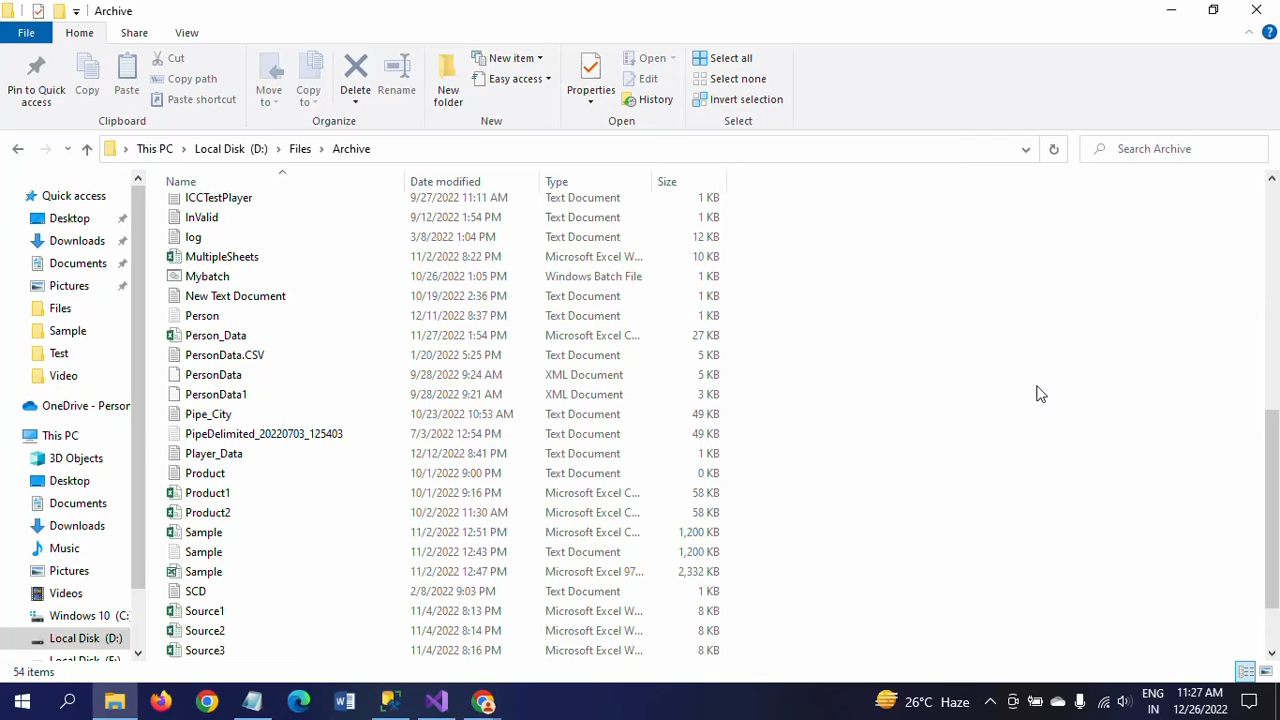 Archive
File Home Share View
Pin to Quick access
Copy
Paste
Cut
Copy path
Paste shortcut
Clipboard
Move to
Copy to
Delete
Rename
Organize
New folder
New item
Easy access
New
Properties
Open
Edit
History
Open
Select all
Select none
Invert selection
Select
This PC Local Disk (D:) Files Archive
Search Archive
Quick access
Desktop
Downloads
Documents
Pictures
Files
Sample
Test
Video
OneDrive - Person
This PC
3D Objects
Desktop
Documents
Downloads
Music
Pictures
Videos
Windows 10 (C:
Local Disk (D:)
Name Date modified Type Size
ICCTestPlayer 9/27/2022 11:11 AM Text Document 1 KB
InValid 9/12/2022 1:54 PM Text Document 1 KB
log 3/8/2022 1:04 PM Text Document 12 KB
MultipleSheets 11/2/2022 8:22 PM Microsoft Excel W... 10 KB
Mybatch 10/26/2022 1:05 PM Windows Batch File 1 KB
New Text Document 10/19/2022 2:36 PM Text Document 1 KB
Person 12/11/2022 8:37 PM Text Document 1 KB
Person_Data 11/27/2022 1:54 PM Microsoft Excel C... 27 KB
PersonData.CSV 1/20/2022 5:25 PM Text Document 5 KB
PersonData 9/28/2022 9:24 AM XML Document 5 KB
PersonData1 9/28/2022 9:21 AM XML Document 3 KB
Pipe_City 10/23/2022 10:53 AM Text Document 49 KB
PipeDelimited_20220703_125403 7/3/2022 12:54 PM Text Document 49 KB
Player_Data 12/12/2022 8:41 PM Text Document 1 KB
Product 10/1/2022 9:00 PM Text Document 0 KB
Product1 10/1/2022 9:16 PM Microsoft Excel C... 58 KB
Product2 10/2/2022 11:30 AM Microsoft Excel C... 58 KB
Sample 11/2/2022 12:51 PM Microsoft Excel C... 1,200 KB
Sample 11/2/2022 12:43 PM Text Document 1,200 KB
Sample 11/2/2022 12:47 PM Microsoft Excel 97... 2,332 KB
SCD 2/8/2022 9:03 PM Text Document 1 KB
Source1 11/4/2022 8:13 PM Microsoft Excel W... 8 KB
Source2 11/4/2022 8:14 PM Microsoft Excel W... 8 KB
Source3 11/4/2022 8:16 PM Microsoft Excel W... 8 KB
54 items
26°C Haze
ENG
IN
11:27 AM
12/26/2022